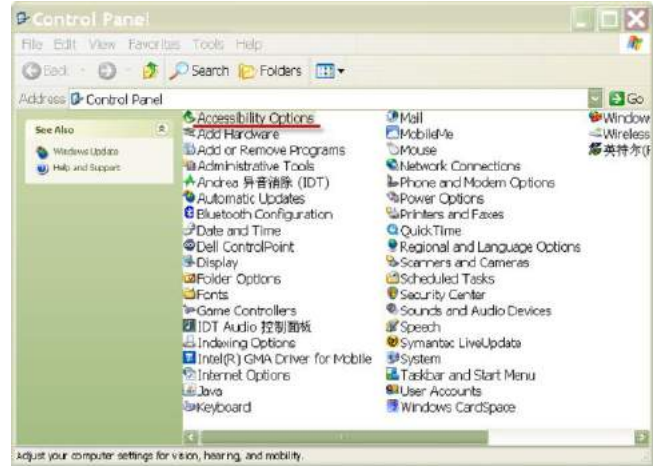 Control Panel
File Edit View Favorites Tools Help
Back Search Folders
Address Control Panel Go
See Also
Windows Update
Help and Support
Accessibility Options
Add Hardware
Add or Remove Programs
Administrative Tools
Andrea 异音消除 (IDT)
Automatic Updates
Bluetooth Configuration
Date and Time
Dell ControlPoint
Display
Folder Options
Fonts
Game Controllers
IDT Audio 控制面板
Indexing Options
Intel(R) GMA Driver for Mobile
Internet Options
Java
Keyboard
Mail
MobileMe
Mouse
Network Connections
Phone and Modem Options
Power Options
Printers and Faxes
QuickTime
Regional and Language Options
Scanners and Cameras
Scheduled Tasks
Security Center
Sounds and Audio Devices
Speech
Symantec LiveUpdate
System
Taskbar and Start Menu
User Accounts
Windows CardSpace
Window
Wireless
英特尔(
Adjust your computer settings for vision, hearing, and mobility.